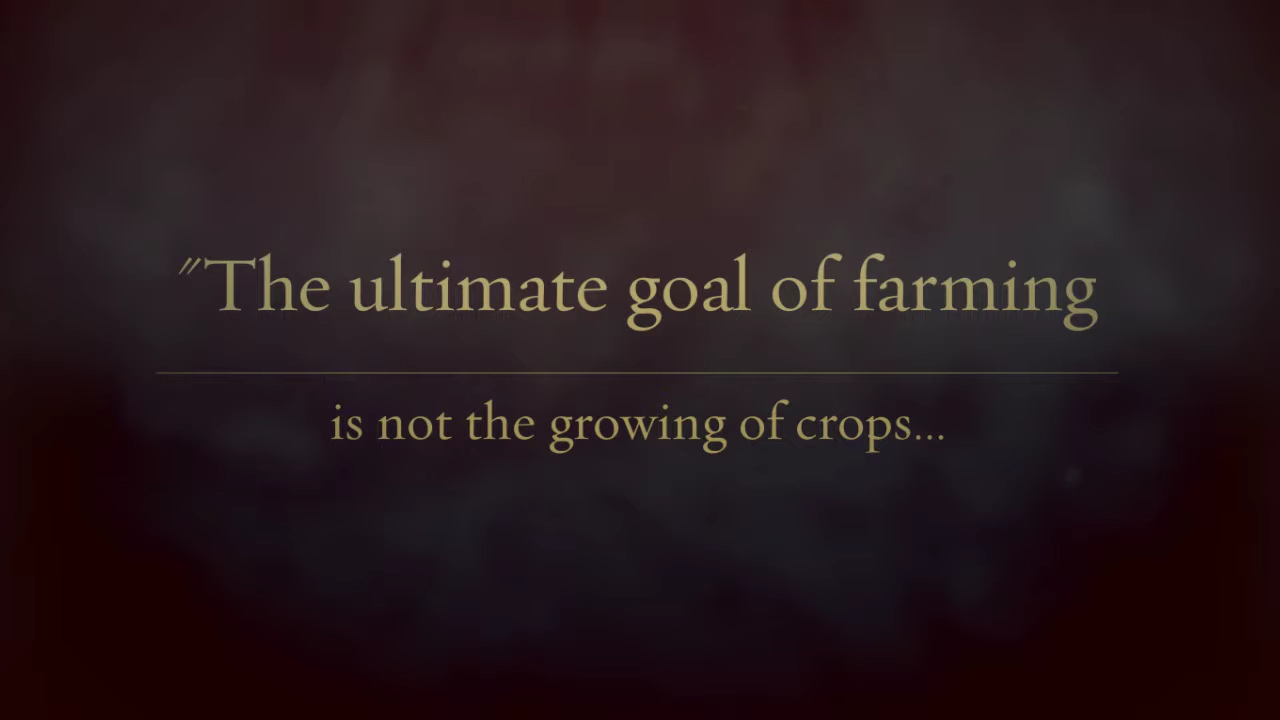 "The ultimate goal of farming
is not the growing of crops...